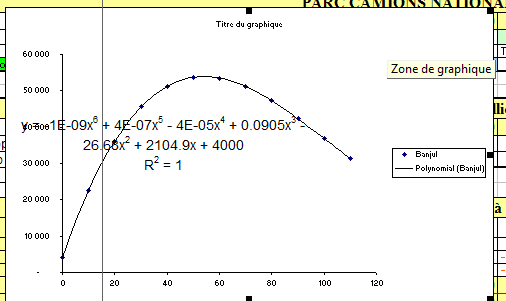 PARC CAMIONS NATIONA
Titre du graphique
60 000
50 000
40 000
30 000
20 000
10 000
-
0 20 40 60 80 100 120
y = -1E-09x⁶ + 4E-07x⁵ - 4E-05x⁴ + 0.0905x³ -
26.68x² + 2104.9x + 4000
R² = 1
Zone de graphique
Banjul
Polynomial (Banjul)
à